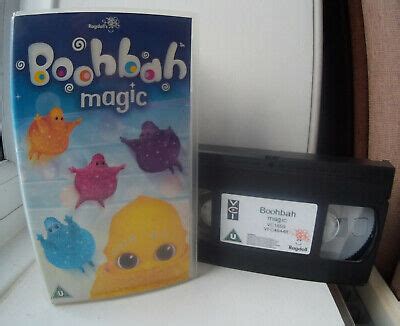 Ragdoll's
Boohbah
magic
U
VCI
Boohbah
magic
U
Ragdoll